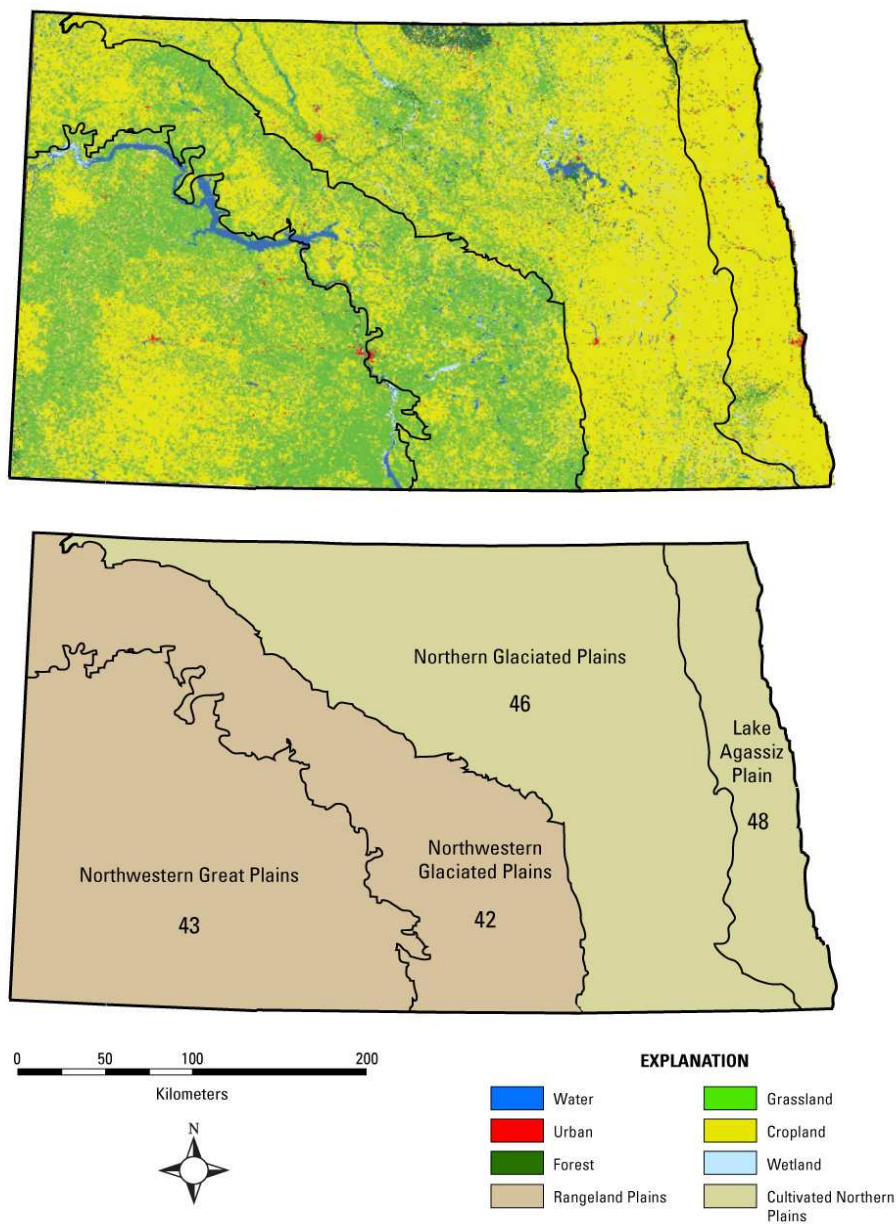 Northern Glaciated Plains
46
Lake
Agassiz
Plain
48
Northwestern
Glaciated Plains
42
Northwestern Great Plains
43
0 50 100 200
Kilometers
N
EXPLANATION
Water
Urban
Forest
Rangeland Plains
Grassland
Cropland
Wetland
Cultivated Northern
Plains